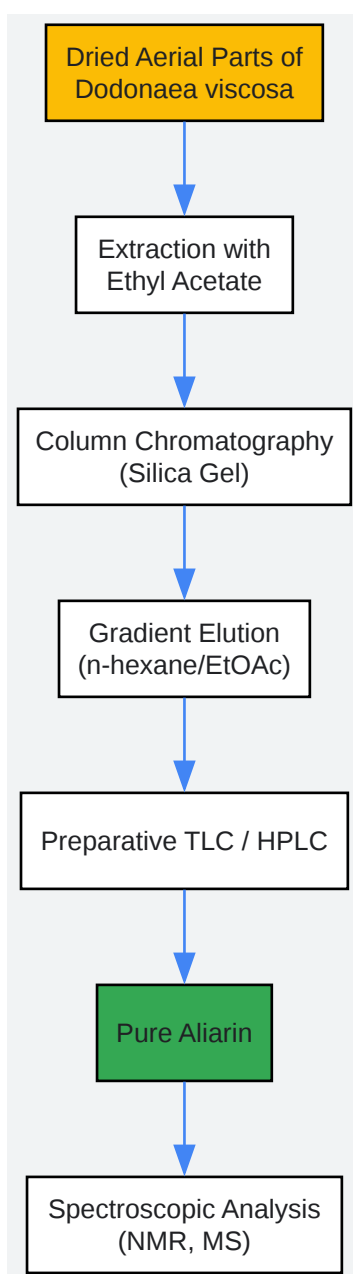 Dried Aerial Parts of
Dodonaea viscosa
Extraction with
Ethyl Acetate
Column Chromatography
(Silica Gel)
Gradient Elution
(n-hexane/EtOAc)
Preparative TLC / HPLC
Pure Aliarin
Spectroscopic Analysis
(NMR, MS)